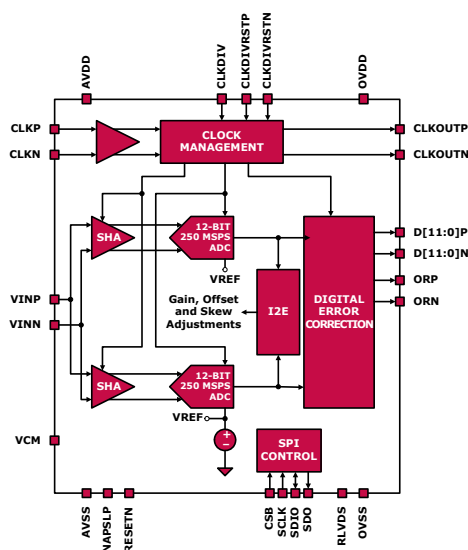 AVDD
CLKDIV
CLKDIVRSTP
CLKDIVRSTN
OVDD
CLKP
CLKN
CLOCK
MANAGEMENT
CLKOUTP
CLKOUTN
SHA
12-BIT
250 MSPS
ADC
VREF
D[11:0]P
D[11:0]N
ORP
ORN
VINP
VINN
Gain, Offset
and Skew
Adjustments
I2E
DIGITAL
ERROR
CORRECTION
SHA
12-BIT
250 MSPS
ADC
VREF
+
−
VCM
SPI
CONTROL
AVSS
NAPSLP
RESETN
CSB
SCLK
SDIO
SDO
RLVDS
OVSS